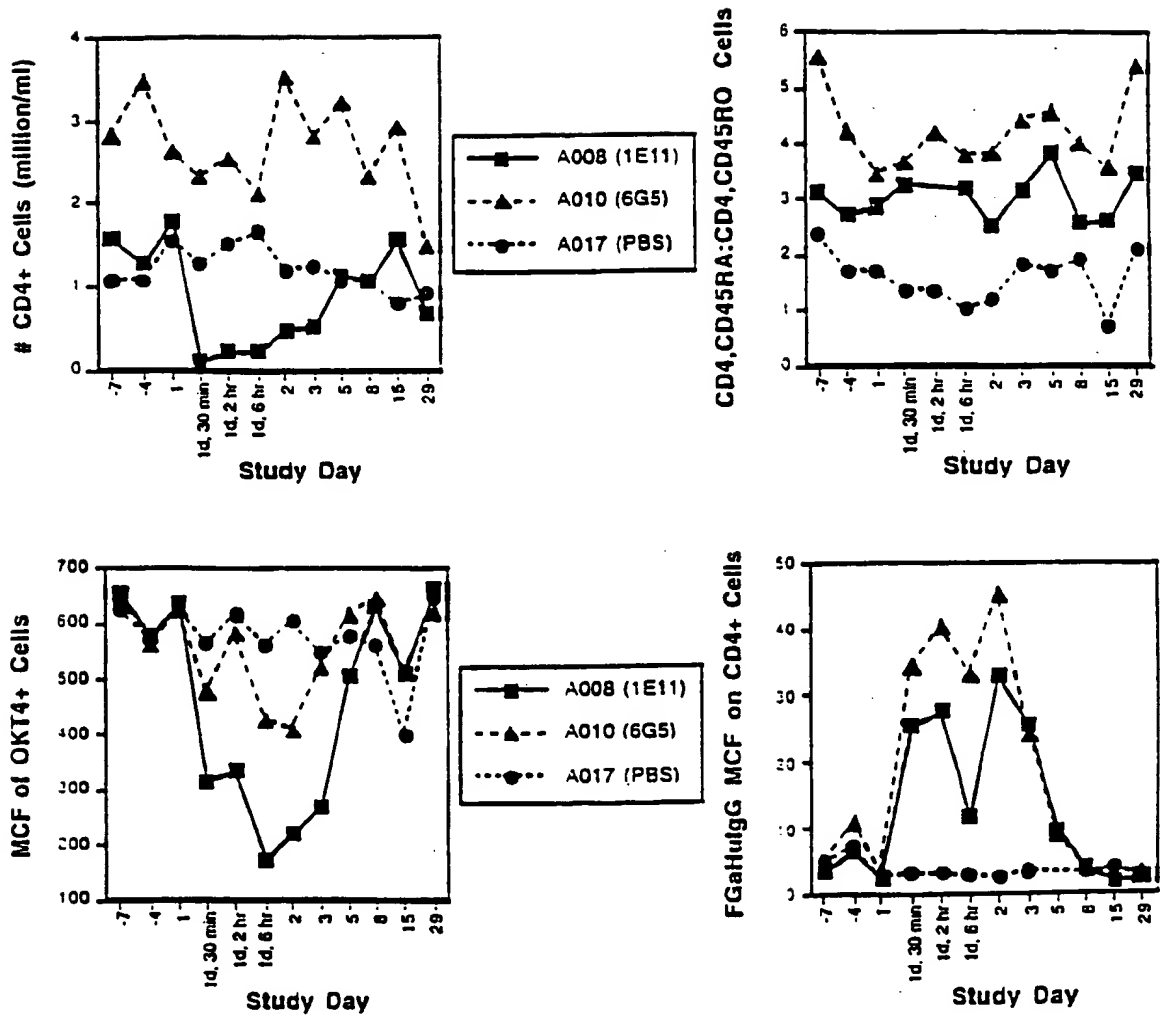 # CD4+ Cells (million/ml)
4
3
2
1
0
-7
-4
1
1d, 30 min
1d, 2 hr
1d, 6 hr
2
3
5
8
15
29
Study Day
A008 (1E11)
A010 (6G5)
A017 (PBS)
CD4,CD45RA:CD4,CD45RO Cells
6
5
4
3
2
1
0
-7
-4
1
1d, 30 min
1d, 2 hr
1d, 6 hr
2
3
5
8
15
29
Study Day
MCF of OKT4+ Cells
700
600
500
400
300
200
100
-7
-4
1
1d, 30 min
1d, 2 hr
1d, 6 hr
2
3
5
8
15
29
Study Day
A008 (1E11)
A010 (6G5)
A017 (PBS)
FGaHuIgG MCF on CD4+ Cells
50
40
30
20
10
0
-7
-4
1
1d, 30 min
1d, 2 hr
1d, 6 hr
2
3
5
8
15
29
Study Day